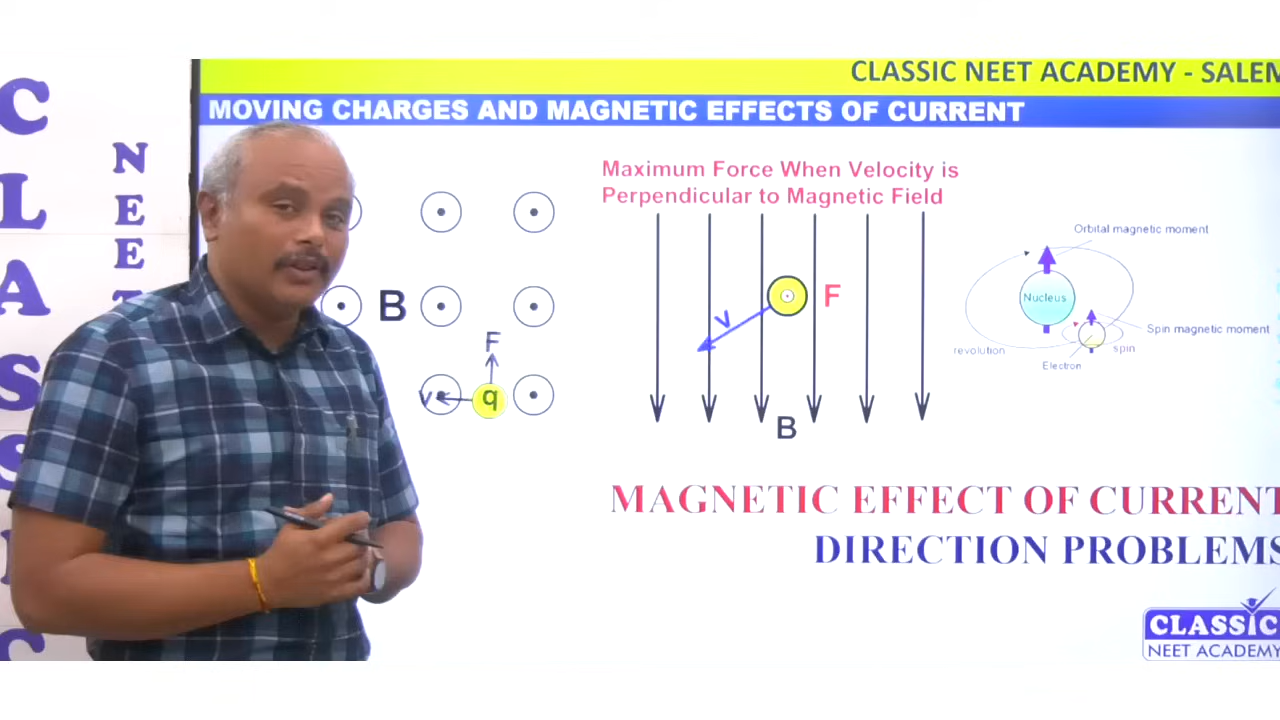 CLASSIC NEET ACADEMY - SALEM
MOVING CHARGES AND MAGNETIC EFFECTS OF CURRENT
C
L
A
S
S
C
N
E
E
T
Maximum Force When Velocity is
Perpendicular to Magnetic Field
B
F
V
q
V
F
B
Orbital magnetic moment
Nucleus
Spin magnetic moment
revolution
spin
Electron
MAGNETIC EFFECT OF CURRENT
DIRECTION PROBLEMS
CLASSIC
NEET ACADEMY